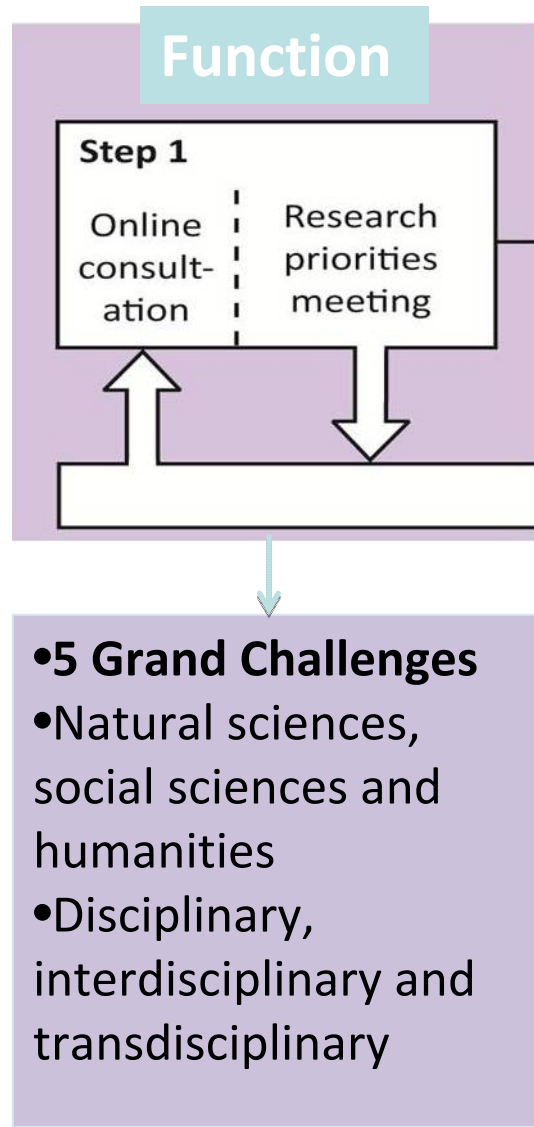 Function
Step 1
Online
consult-
ation
Research
priorities
meeting
•5 Grand Challenges
•Natural sciences,
social sciences and
humanities
•Disciplinary,
interdisciplinary and
transdisciplinary